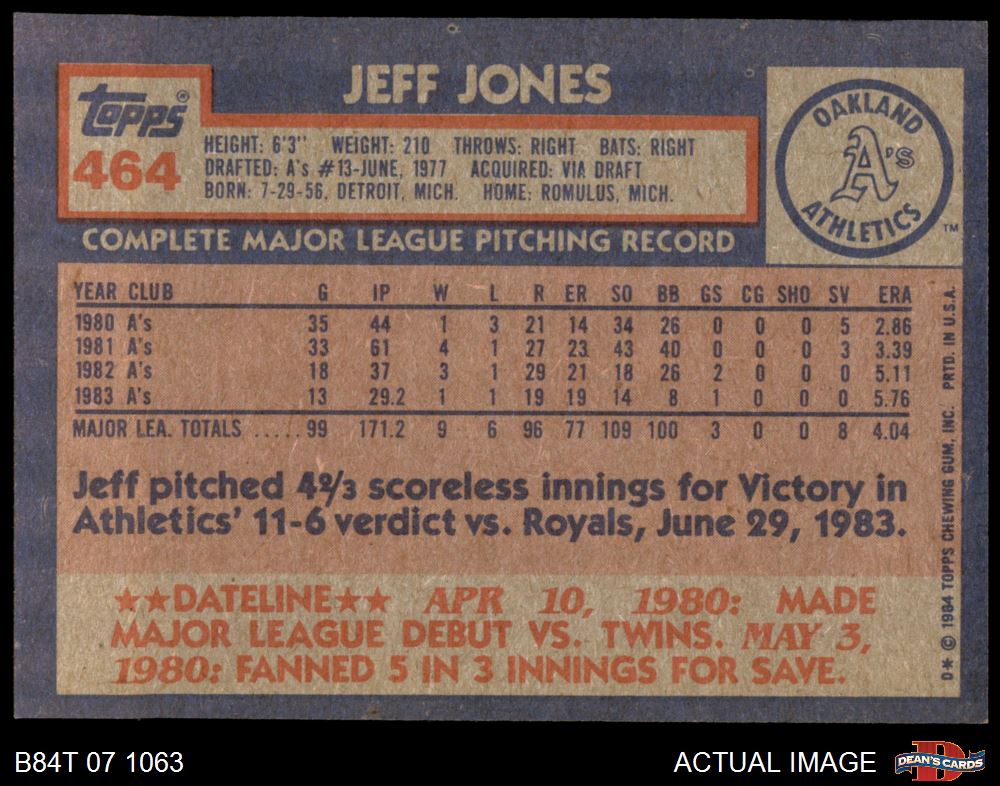 JEFF JONES
Topps®
464
HEIGHT: 6'3" WEIGHT: 210 THROWS: RIGHT BATS: RIGHT
DRAFTED: A's #13-JUNE, 1977 ACQUIRED: VIA DRAFT
BORN: 7-29-56, DETROIT, MICH. HOME: ROMULUS, MICH.
OAKLAND
A's
ATHLETICS
TM
COMPLETE MAJOR LEAGUE PITCHING RECORD
YEAR CLUB G IP W L R ER SO BB GS CG SHO SV ERA
1980 A's 35 44 1 3 21 14 34 26 0 0 0 5 2.86
1981 A's 33 61 4 1 27 23 43 40 0 0 0 3 3.39
1982 A's 18 37 3 1 29 21 18 26 2 0 0 0 5.11
1983 A's 13 29.2 1 1 19 19 14 8 1 0 0 0 5.76
MAJOR LEA. TOTALS ..... 99 171.2 9 6 96 77 109 100 3 0 0 8 4.04
Jeff pitched 4⅔ scoreless innings for Victory in
Athletics' 11-6 verdict vs. Royals, June 29, 1983.
★★DATELINE★★ APR 10, 1980: MADE
MAJOR LEAGUE DEBUT VS. TWINS. MAY 3,
1980: FANNED 5 IN 3 INNINGS FOR SAVE.
D* © 1984 TOPPS CHEWING GUM, INC. PRTD. IN U.S.A.
B84T 07 1063
ACTUAL IMAGE
D
DEAN'S CARDS